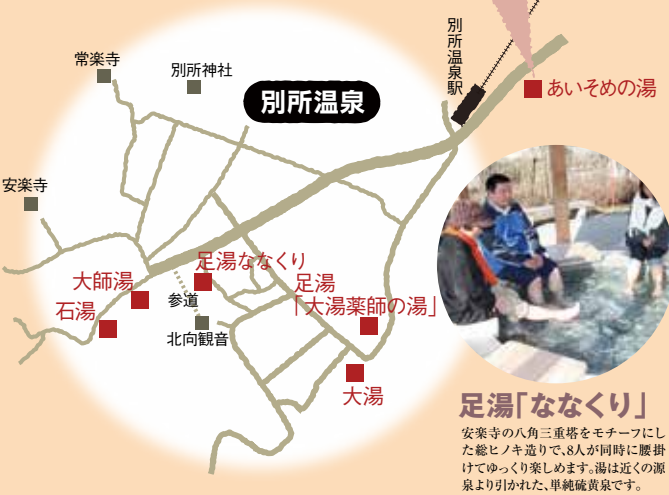 常楽寺
別所神社
別所温泉
別所温泉駅
あいそめの湯
安楽寺
足湯ななくり
大師湯
足湯
「大湯薬師の湯」
石湯
参道
北向観音
大湯
足湯「ななくり」
安楽寺の八角三重塔をモチーフにし
た総ヒノキ造りで、8人が同時に腰掛
けてゆっくり楽しめます。湯は近くの源
泉より引かれた、単純硫黄泉です。